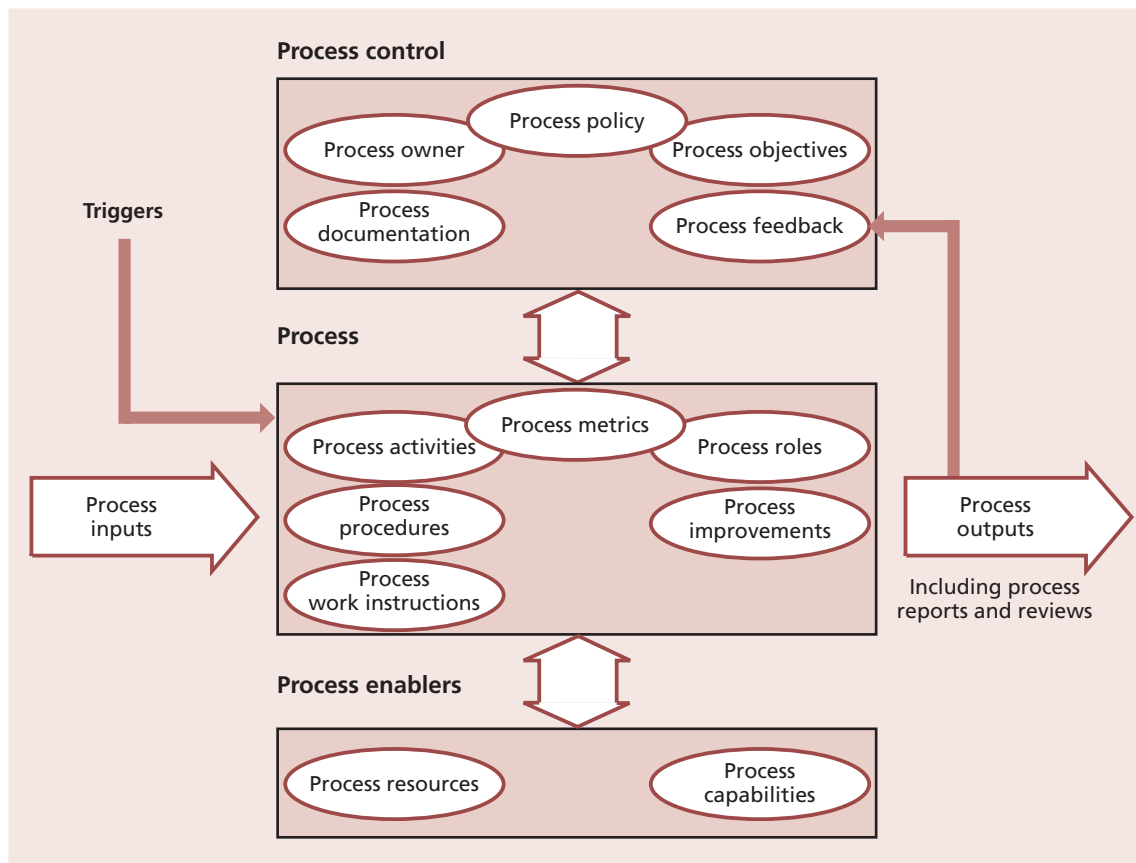 Process control
Process policy
Process owner
Process objectives
Process
documentation
Process feedback
Triggers
Process
Process metrics
Process activities
Process roles
Process
inputs
Process
procedures
Process
improvements
Process
outputs
Process
work instructions
Including process
reports and reviews
Process enablers
Process resources
Process
capabilities